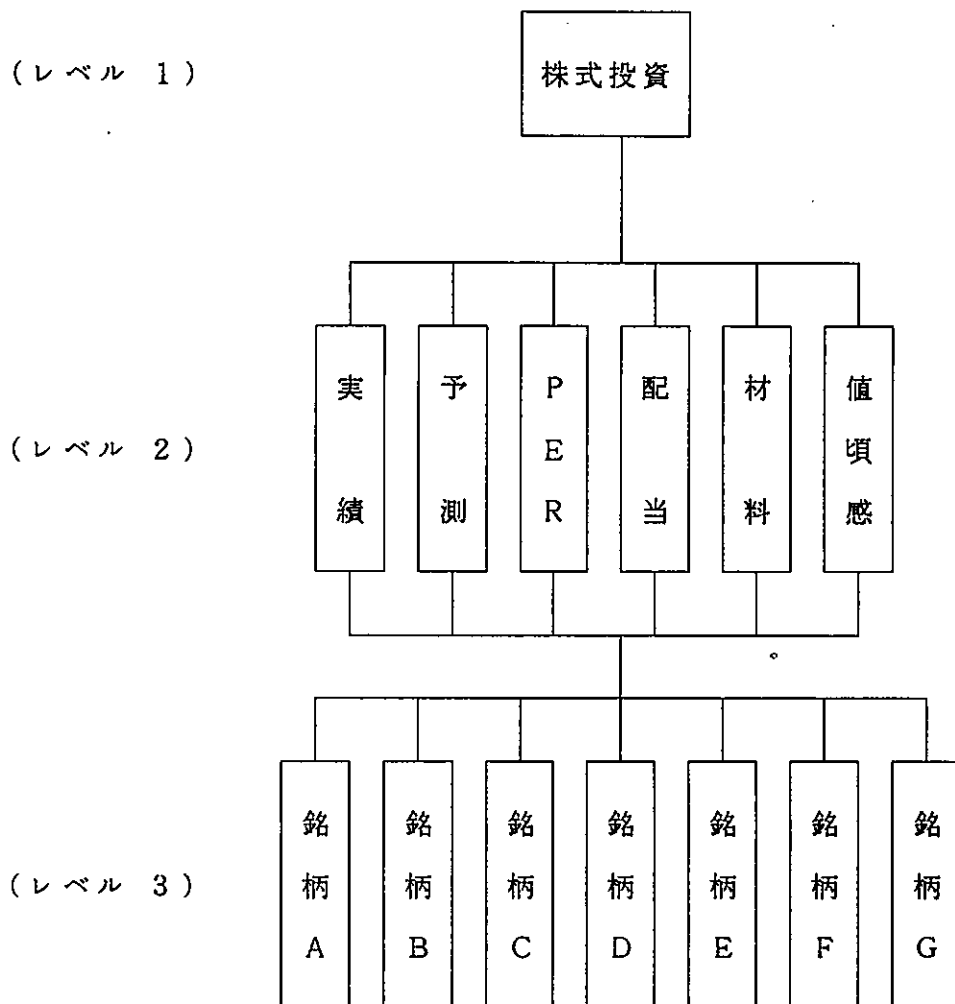 (レベル 1)
株式投資
(レベル 2)
実績
予測
PER
配当
材料
値頃感
(レベル 3)
銘柄A
銘柄B
銘柄C
銘柄D
銘柄E
銘柄F
銘柄G